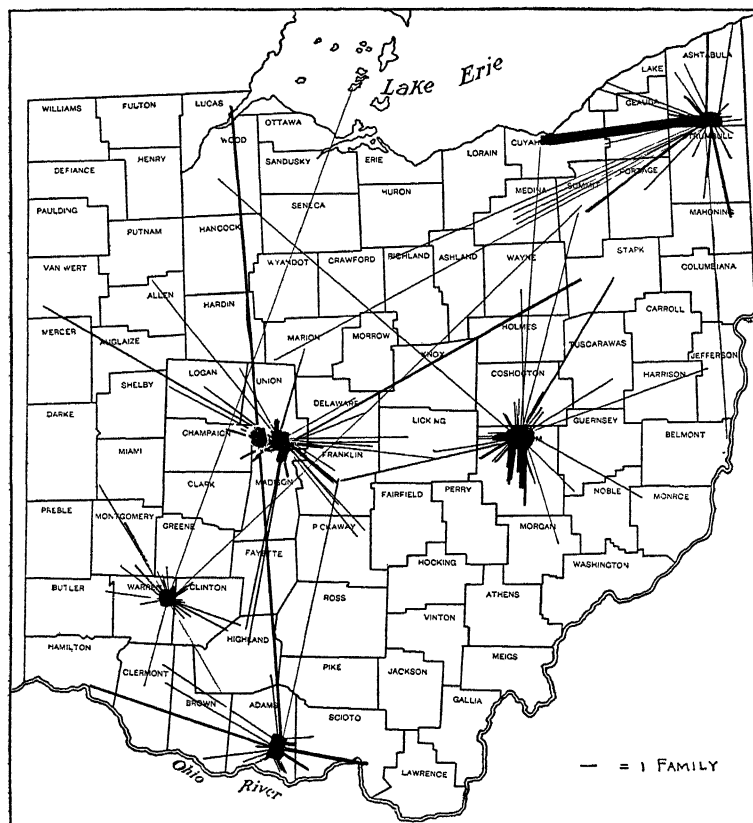 Lake Erie
ASHTABULA
LAKE
GEAUGA
WILLIAMS
FULTON
LUCAS
OTTAWA
WOOD
CUYAH
TRUMBULL
HENRY
SANDUSKY
ERIE
LORAIN
DEFIANCE
PORTAGE
MEDINA
SUMMIT
HURON
SENECA
PAULDING
MAHONING
PUTNAM
HANCOCK
STARK
VAN WERT
WYANDOT
CRAWFORD
RICHLAND
ASHLAND
WAYNE
COLUMBIANA
ALLEN
HARDIN
CARROLL
MERCER
AUGLAIZE
MARION
MORROW
HOLMES
TUSCARAWAS
JEFFERSON
KNOX
LOGAN
UNION
COSHOCTON
HARRISON
SHELBY
DELAWARE
DARKE
CHAMPAIGN
LICKING
GUERNSEY
BELMONT
MIAMI
FRANKLIN
CLARK
MADISON
FAIRFIELD
PERRY
NOBLE
MONROE
PREBLE
MONTGOMERY
GREENE
PICKAWAY
MORGAN
FAYETTE
HOCKING
WASHINGTON
BUTLER
WARREN
CLINTON
ROSS
ATHENS
VINTON
HAMILTON
HIGHLAND
MEIGS
PIKE
JACKSON
CLERMONT
GALLIA
BROWN
ADAMS
SCIOTO
LAWRENCE
Ohio River
— = 1 FAMILY